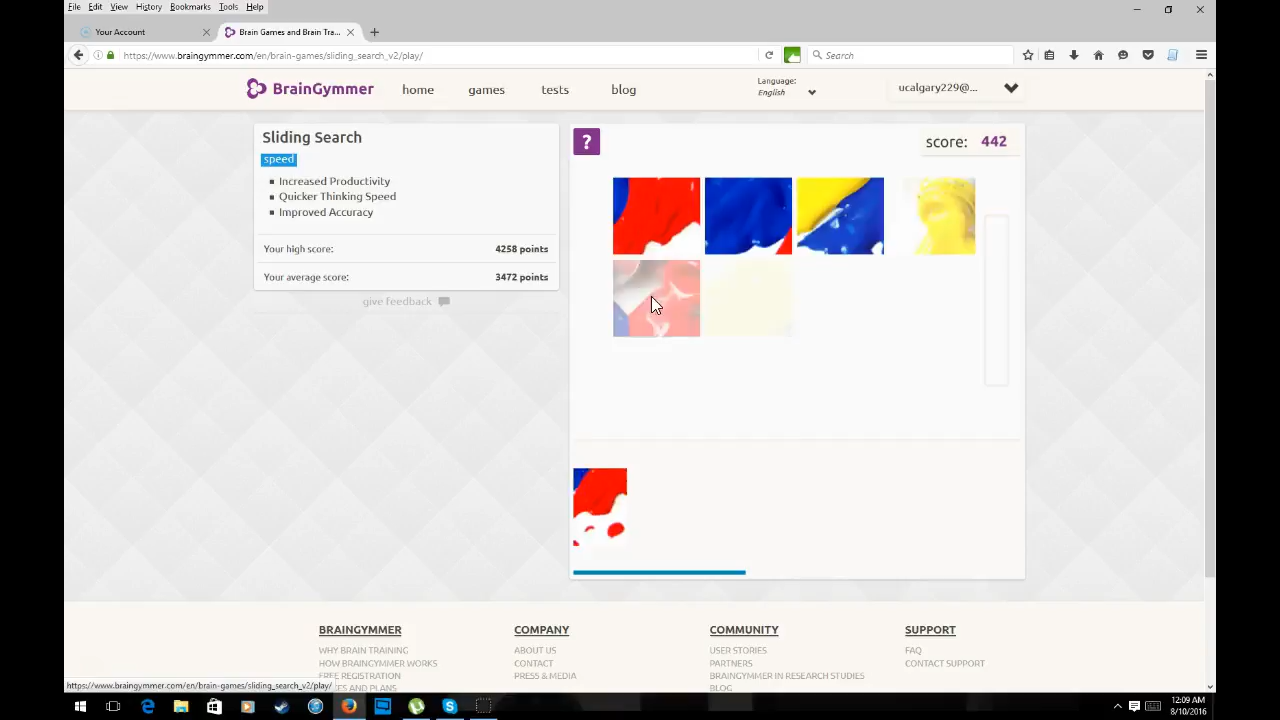 File Edit View History Bookmarks Tools Help
Your Account
Brain Games and Brain Tra...
https://www.braingymmer.com/en/brain-games/sliding_search_v2/play/
Search
BrainGymmer
home games tests blog
Language:
English
ucalgary229@...
Sliding Search
speed
Increased Productivity
Quicker Thinking Speed
Improved Accuracy
Your high score: 4258 points
Your average score: 3472 points
give feedback
?
score: 442
BRAINGYMMER
WHY BRAIN TRAINING
HOW BRAINGYMMER WORKS
FREE REGISTRATION
COMPANY
ABOUT US
CONTACT
PRESS & MEDIA
COMMUNITY
USER STORIES
PARTNERS
BRAINGYMMER IN RESEARCH STUDIES
BLOG
SUPPORT
FAQ
CONTACT SUPPORT
https://www.braingymmer.com/en/brain-games/sliding_search_v2/play/
12:09 AM
8/10/2016